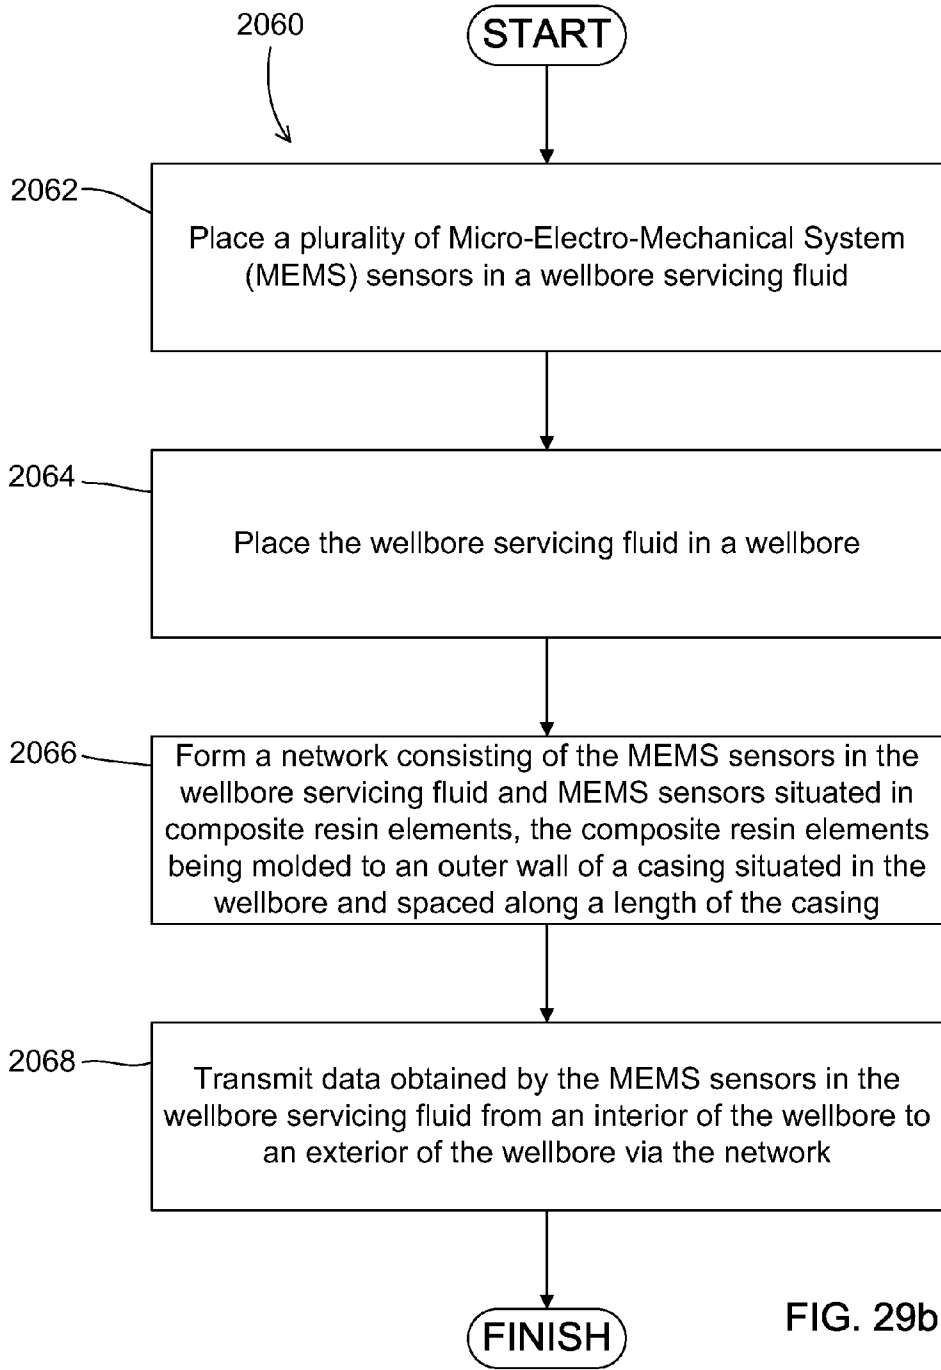 2060
START
2062
Place a plurality of Micro-Electro-Mechanical System
(MEMS) sensors in a wellbore servicing fluid
2064
Place the wellbore servicing fluid in a wellbore
2066
Form a network consisting of the MEMS sensors in the
wellbore servicing fluid and MEMS sensors situated in
composite resin elements, the composite resin elements
being molded to an outer wall of a casing situated in the
wellbore and spaced along a length of the casing
2068
Transmit data obtained by the MEMS sensors in the
wellbore servicing fluid from an interior of the wellbore to
an exterior of the wellbore via the network
FINISH
FIG. 29b